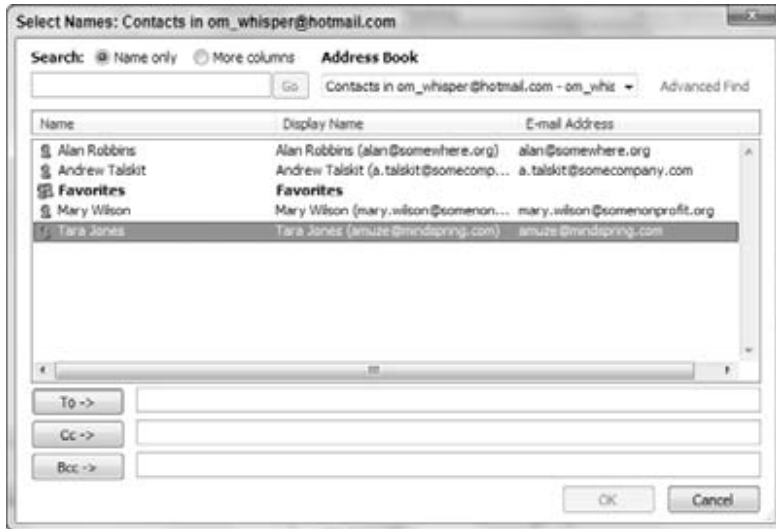 Select Names: Contacts in om_whisper@hotmail.com
Search: Name only More columns Address Book
Go Contacts in om_whisper@hotmail.com - om_whis Advanced Find
Name Display Name E-mail Address
Alan Robbins Alan Robbins (alan@somewhere.org) alan@somewhere.org
Andrew Talskit Andrew Talskit (a.talskit@somecomp... a.talskit@somecompany.com
Favorites Favorites
Mary Wilson Mary Wilson (mary.wilson@somenon... mary.wilson@somenonprofit.org
Tara Jones Tara Jones (amuze@mindspring.com) amuze@mindspring.com
To ->
Cc ->
Bcc ->
OK Cancel